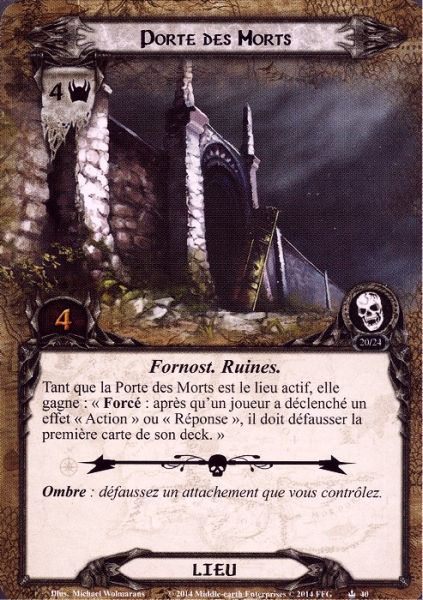 Porte des Morts
4
4
20/24
Fornost. Ruines.
Tant que la Porte des Morts est le lieu actif, elle
gagne : « Forcé : après qu'un joueur a déclenché un
effet « Action » ou « Réponse », il doit défausser la
première carte de son deck. »
Ombre : défaussez un attachement que vous contrôlez.
LIEU
Illus. Michael Wolmarans © 2014 Middle-earth Enterprises © 2014 FFG 40